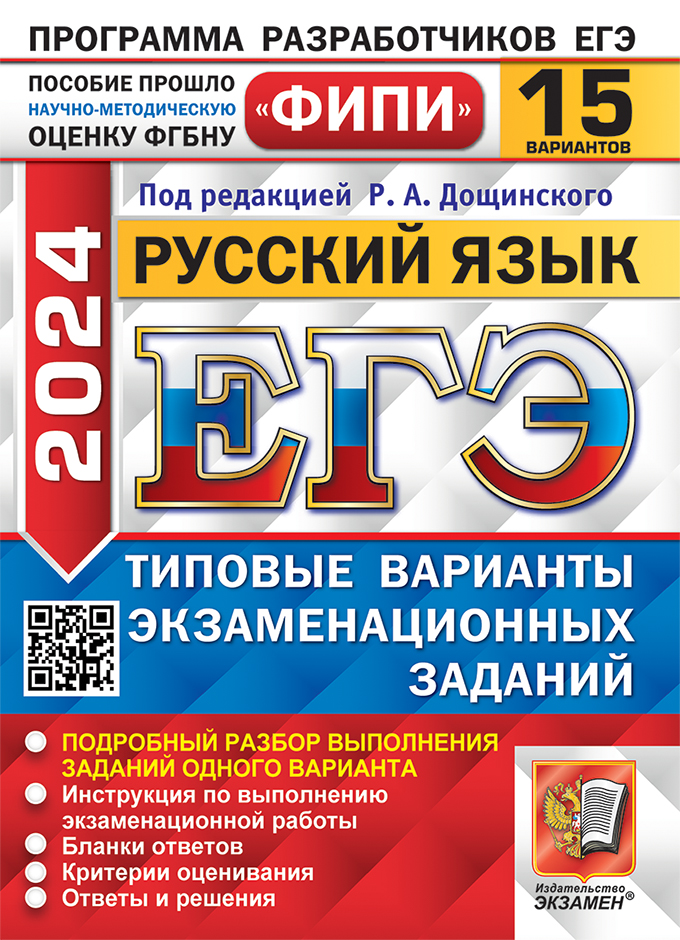 ПРОГРАММА РАЗРАБОТЧИКОВ ЕГЭ
ПОСОБИЕ ПРОШЛО
НАУЧНО-МЕТОДИЧЕСКУЮ
ОЦЕНКУ ФГБНУ
«ФИПИ»
15
ВАРИАНТОВ
Под редакцией Р. А. Дощинского
2024
РУССКИЙ ЯЗЫК
ЕГЭ
ТИПОВЫЕ ВАРИАНТЫ
ЭКЗАМЕНАЦИОННЫХ
ЗАДАНИЙ
ПОДРОБНЫЙ РАЗБОР ВЫПОЛНЕНИЯ
ЗАДАНИЙ ОДНОГО ВАРИАНТА
Инструкция по выполнению
экзаменационной работы
Бланки ответов
Критерии оценивания
Ответы и решения
Издательство
ЭКЗАМЕН®